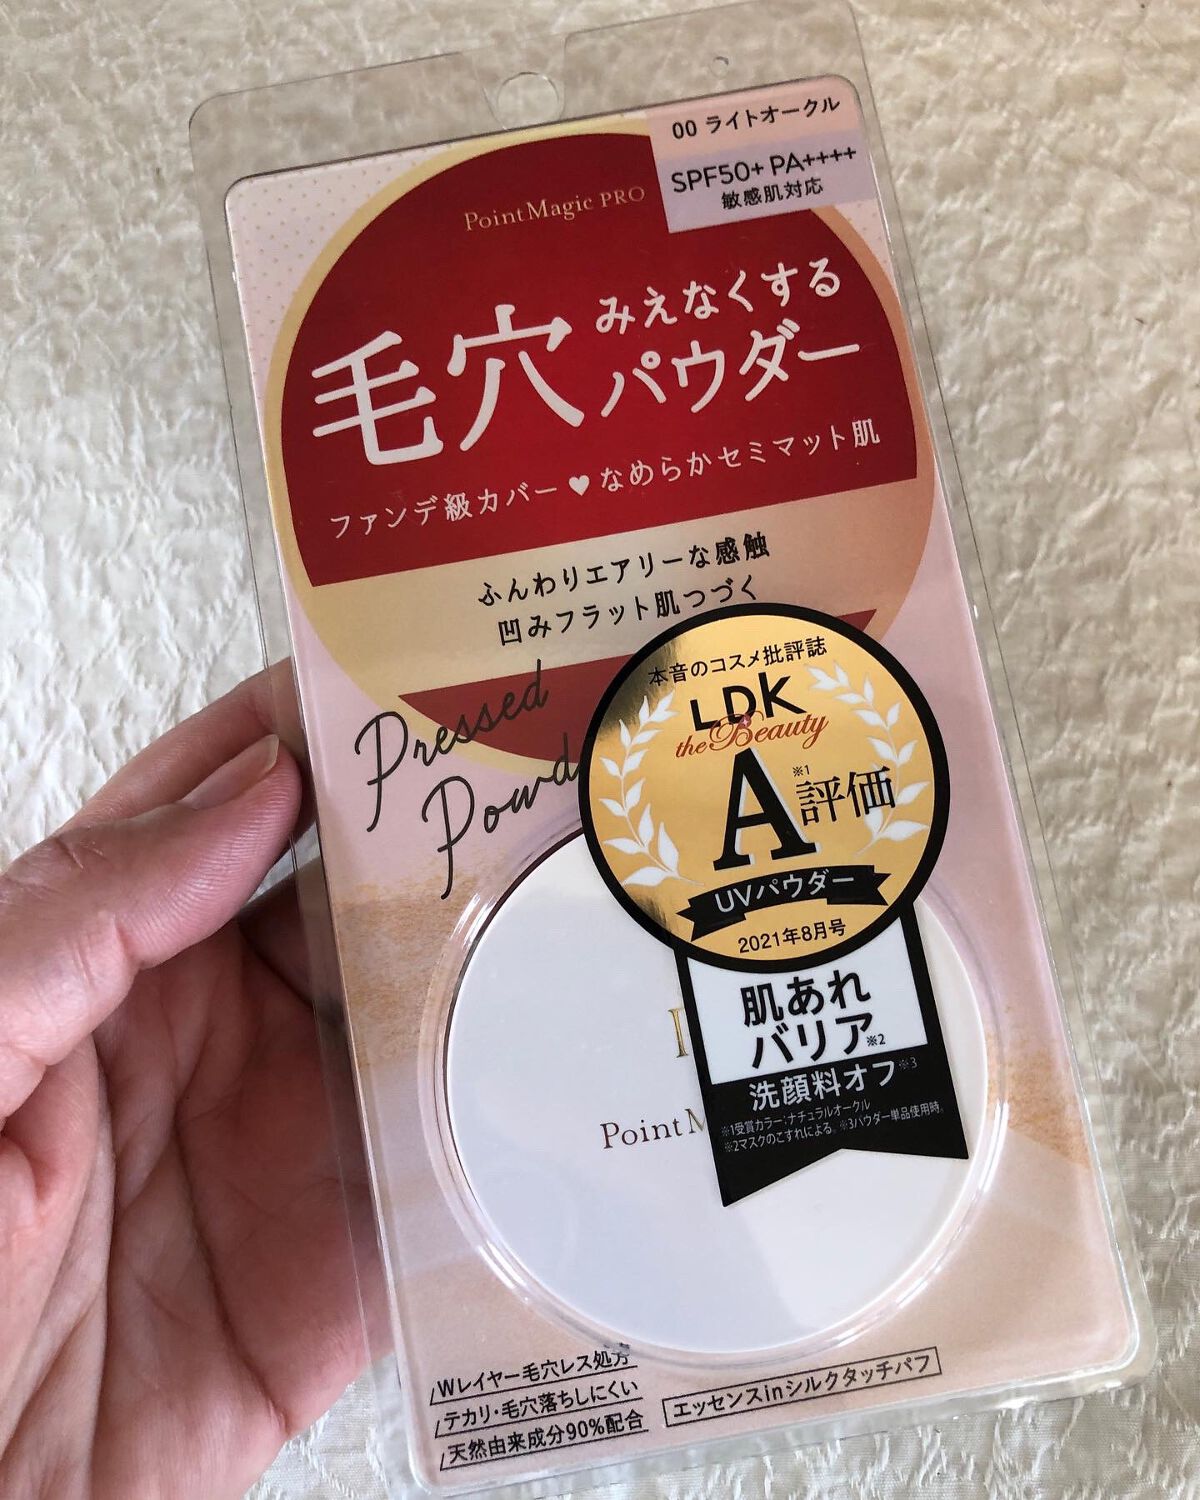 00 ライトオークル
SPF50+ PA++++
敏感肌対応
PointMagic PRO
毛穴みえなくするパウダー
ファンデ級カバー♥なめらかセミマット肌
ふんわりエアリーな感触
凹みフラット肌つづく
Pressed
Powd
本音のコスメ批評誌
LDK
the Beauty
A※1評価
UVパウダー
2021年8月号
肌あれ
バリア※2
洗顔料オフ※3
※1受賞カラー:ナチュラルオークル
※2マスクのこすれによる。※3パウダー単品使用時。
PointM
Wレイヤー毛穴レス処方
テカリ・毛穴落ちしにくい
天然由来成分90%配合
エッセンスinシルクタッチパフ